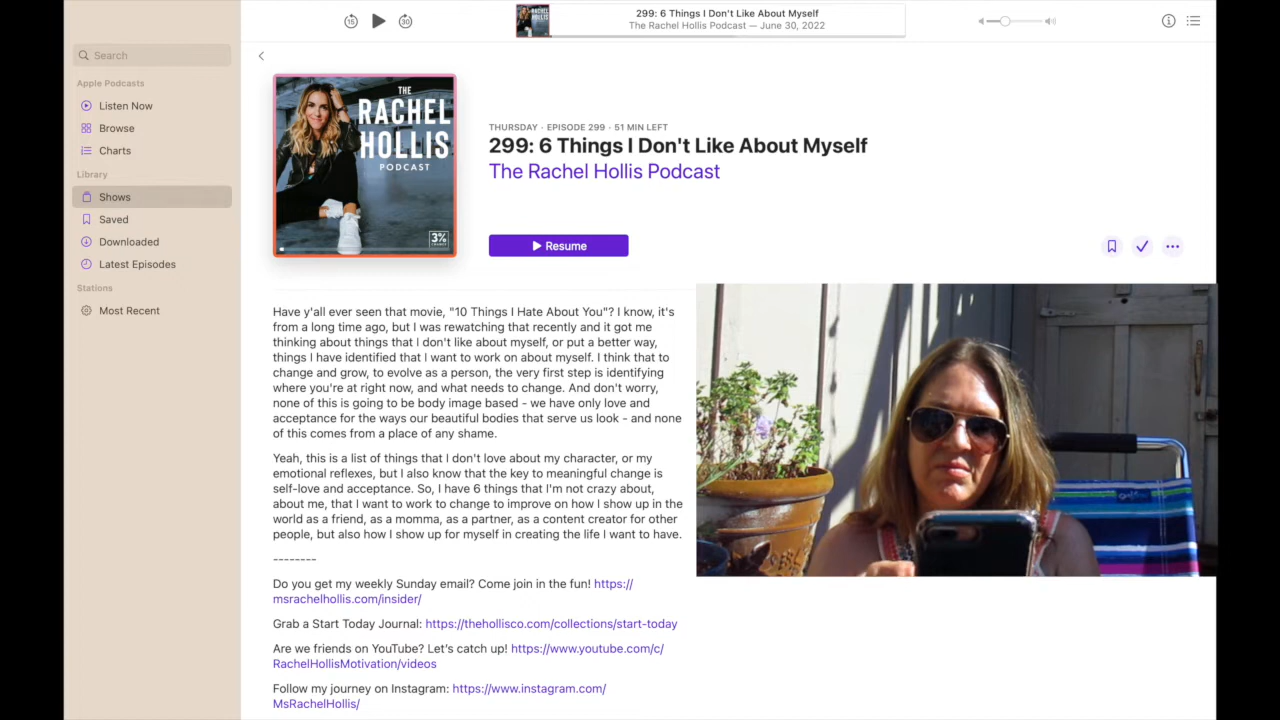 299: 6 Things I Don't Like About Myself
The Rachel Hollis Podcast — June 30, 2022
15
30
Search
Apple Podcasts
Listen Now
Browse
Charts
Library
Shows
Saved
Downloaded
Latest Episodes
Stations
Most Recent
THE
RACHEL
HOLLIS
PODCAST
3%
THURSDAY · EPISODE 299 · 51 MIN LEFT
299: 6 Things I Don't Like About Myself
The Rachel Hollis Podcast
Resume
Have y'all ever seen that movie, "10 Things I Hate About You"? I know, it's
from a long time ago, but I was rewatching that recently and it got me
thinking about things that I don't like about myself, or put a better way,
things I have identified that I want to work on about myself. I think that to
change and grow, to evolve as a person, the very first step is identifying
where you're at right now, and what needs to change. And don't worry,
none of this is going to be body image based - we have only love and
acceptance for the ways our beautiful bodies that serve us look - and none
of this comes from a place of any shame.
Yeah, this is a list of things that I don't love about my character, or my
emotional reflexes, but I also know that the key to meaningful change is
self-love and acceptance. So, I have 6 things that I'm not crazy about,
about me, that I want to work to change to improve on how I show up in the
world as a friend, as a momma, as a partner, as a content creator for other
people, but also how I show up for myself in creating the life I want to have.
--------
Do you get my weekly Sunday email? Come join in the fun! https://
msrachelhollis.com/insider/
Grab a Start Today Journal: https://thehollisco.com/collections/start-today
Are we friends on YouTube? Let's catch up! https://www.youtube.com/c/
RachelHollisMotivation/videos
Follow my journey on Instagram: https://www.instagram.com/
MsRachelHollis/